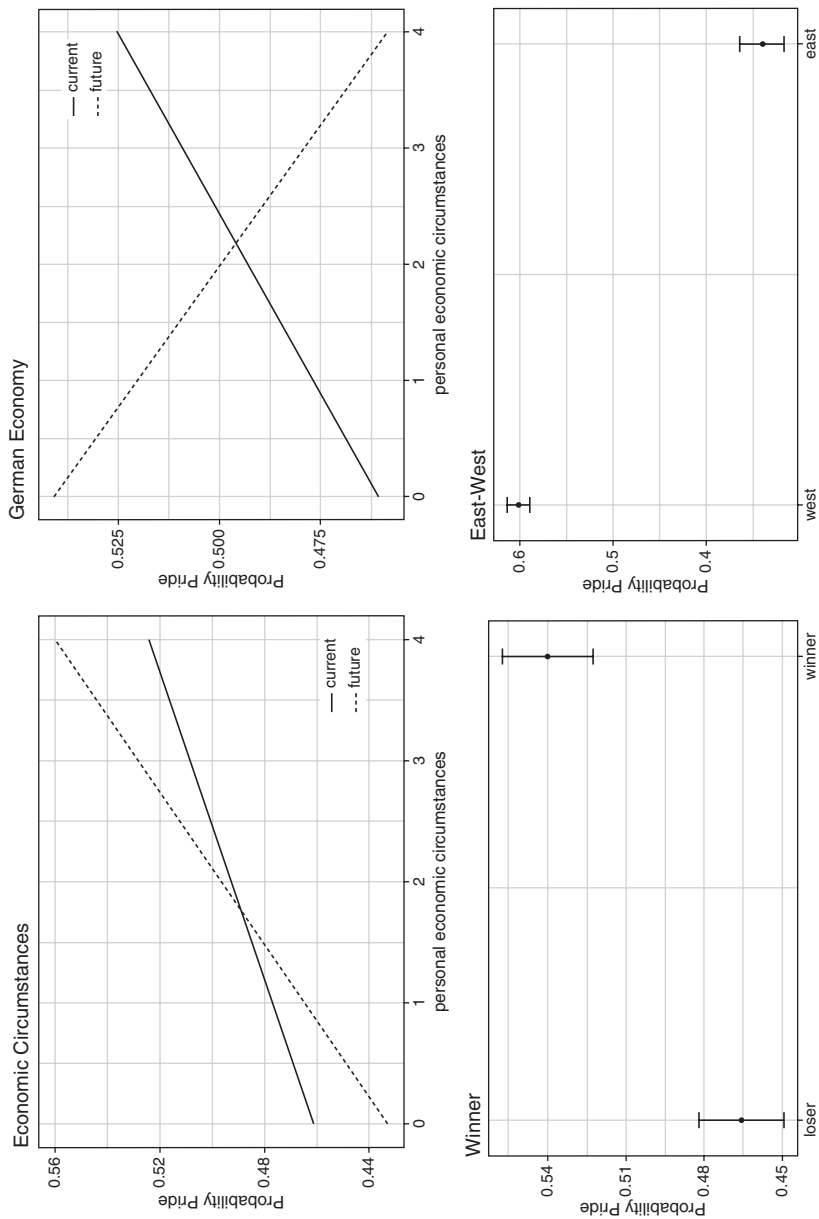 Economic Circumstances
Probability Pride
0.56
0.52
0.48
0.44
current
future
0
1
2
3
4
personal economic circumstances
German Economy
Probability Pride
0.525
0.500
0.475
current
future
0
1
2
3
4
personal economic circumstances
Winner
Probability Pride
0.54
0.51
0.48
0.45
loser
winner
East-West
Probability Pride
0.6
0.5
0.4
west
east